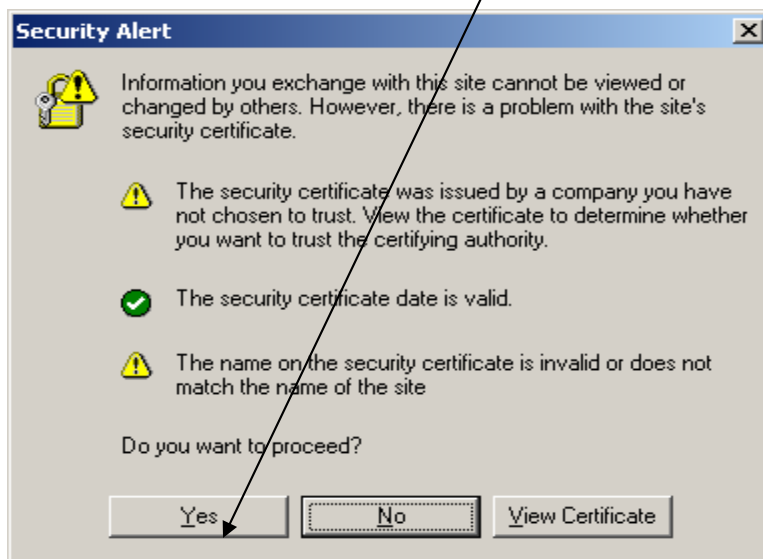 Security Alert
Information you exchange with this site cannot be viewed or
changed by others. However, there is a problem with the site's
security certificate.
The security certificate was issued by a company you have
not chosen to trust. View the certificate to determine whether
you want to trust the certifying authority.
The security certificate date is valid.
The name on the security certificate is invalid or does not
match the name of the site
Do you want to proceed?
Yes No View Certificate